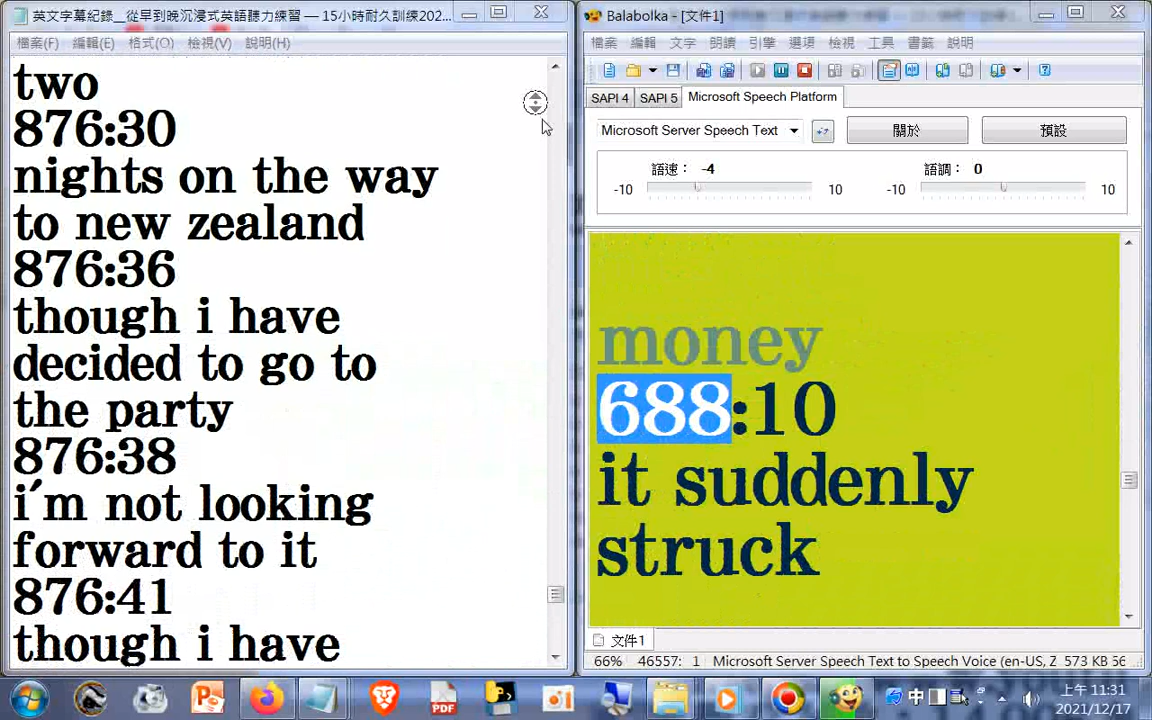 英文字幕紀錄__從早到晚沉浸式英語聽力練習 — 15小時耐久訓練202...
檔案(F) 編輯(E) 格式(O) 檢視(V) 說明(H)
two
876:30
nights on the way
to new zealand
876:36
though i have
decided to go to
the party
876:38
i'm not looking
forward to it
876:41
though i have
Balabolka - [文件1]
檔案 編輯 文字 朗讀 引擎 選項 檢視 工具 書籤 說明
SAPI 4 SAPI 5 Microsoft Speech Platform
Microsoft Server Speech Text 關於 預設
語速: -4 語調: 0
-10 10 -10 10
money
688:10
it suddenly
struck
文件1
66% 46557: 1 Microsoft Server Speech Text to Speech Voice (en-US, Z 573 KB 56
PDF 中 上午 11:31
2021/12/17